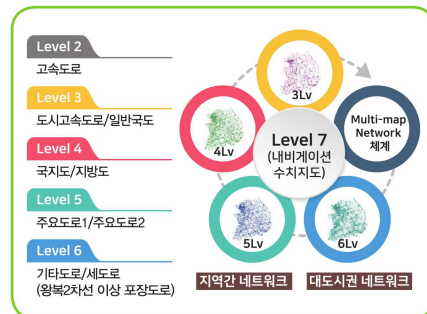 Level 2
고속도로
Level 3
도시고속도로/일반국도
Level 4
국지도/지방도
Level 5
주요도로1/주요도로2
Level 6
기타도로/세도로
(왕복2차선 이상 포장도로)
3Lv
4Lv
Level 7
(내비게이션
수치지도)
Multi-map
Network
체계
5Lv
6Lv
지역간 네트워크
대도시권 네트워크